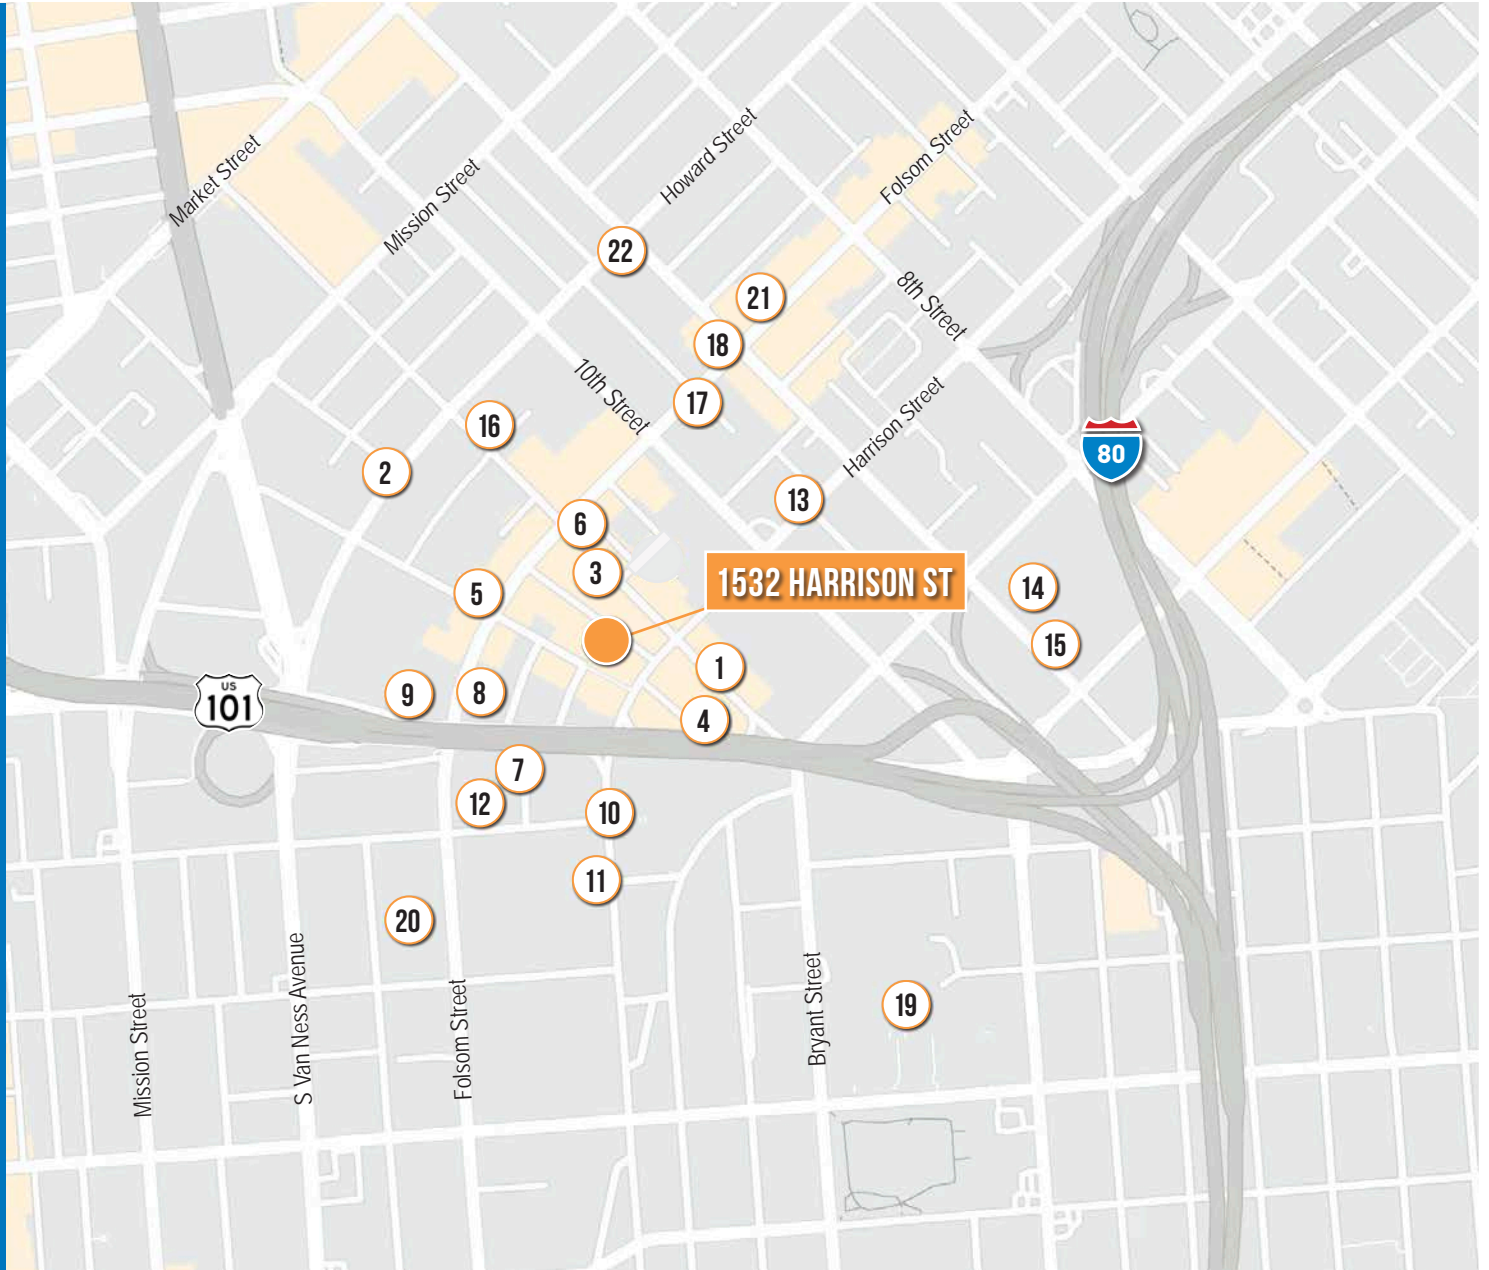 Market Street
Mission Street
Howard Street
Folsom Street
22
21
8th Street
18
10th Street
17
Harrison Street
16
2
80
13
6
3
1532 HARRISON ST
5
14
15
1
US
101
9
8
4
7
12
10
11
20
19
Mission Street
S Van Ness Avenue
Folsom Street
Bryant Street